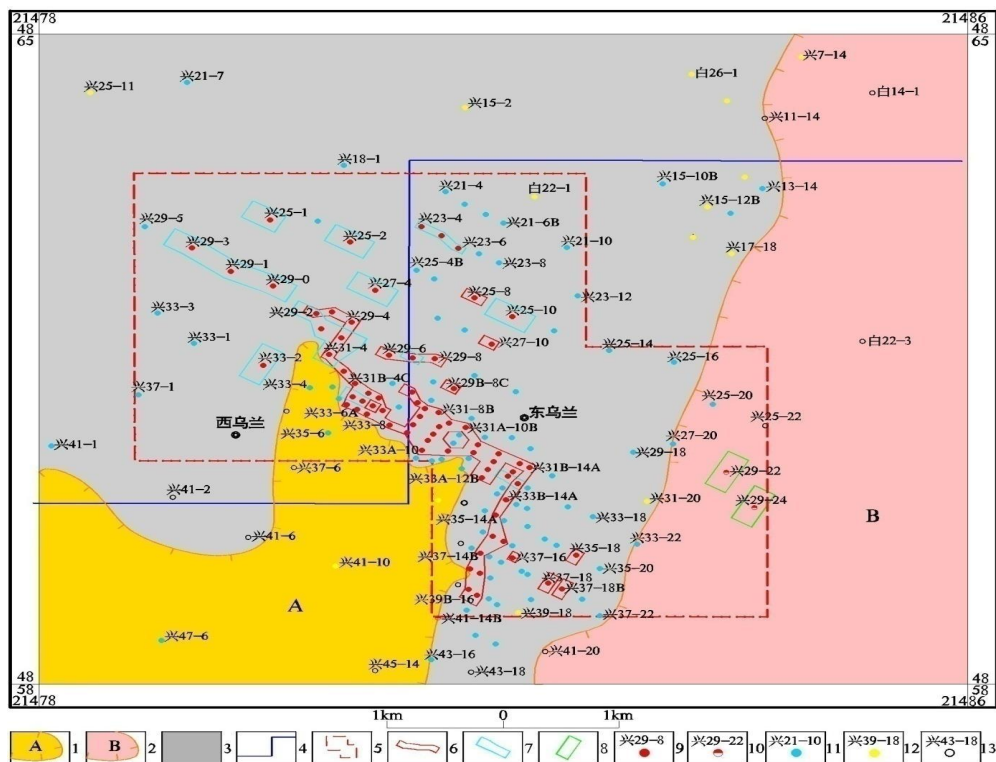 21478
48
65
21486
48
65
兴7-14
白26-1
兴21-7
兴25-11
白14-1
兴15-2
兴11-14
兴18-1
兴15-10B
兴13-14
兴21-4
白22-1
兴15-12B
兴25-1
兴29-5
兴23-4
兴21-6B
兴25-2
兴29-3
兴23-6
兴21-10
兴17-18
兴29-1
兴25-4B
兴23-8
兴29-0
兴27-4
兴25-8
兴23-12
兴33-3
兴29-2
兴29-4
兴25-10
兴33-1
兴31-4
兴29-6
兴27-10
兴25-14
白22-3
兴33-2
兴29-8
兴25-16
兴37-1
兴33-4
兴31B-4C
兴29B-8C
兴25-20
兴33-6A
兴31-8B
东乌兰
兴25-22
西乌兰
兴35-6
兴33-8
兴31A-10B
兴27-20
兴41-1
兴33A-10
兴29-18
兴37-6
兴31B-14A
兴29-22
兴33A-12B
兴41-2
兴33B-14A
兴31-20
兴29-24
兴35-14A
兴33-18
B
兴41-6
兴33-22
兴41-10
兴37-14B
兴37-16
兴35-18
兴35-20
兴37-18
兴37-18B
A
兴39B-16
兴39-18
兴37-22
兴41-14B
兴47-6
兴43-16
兴41-20
兴45-14
兴43-18
48
58
21478
48
58
21486
1km 0 1km
A 1 B 2 3 4 5 6 7 8 兴29-8 9 兴29-22 10 兴21-10 11 兴39-18 12 兴43-18 13